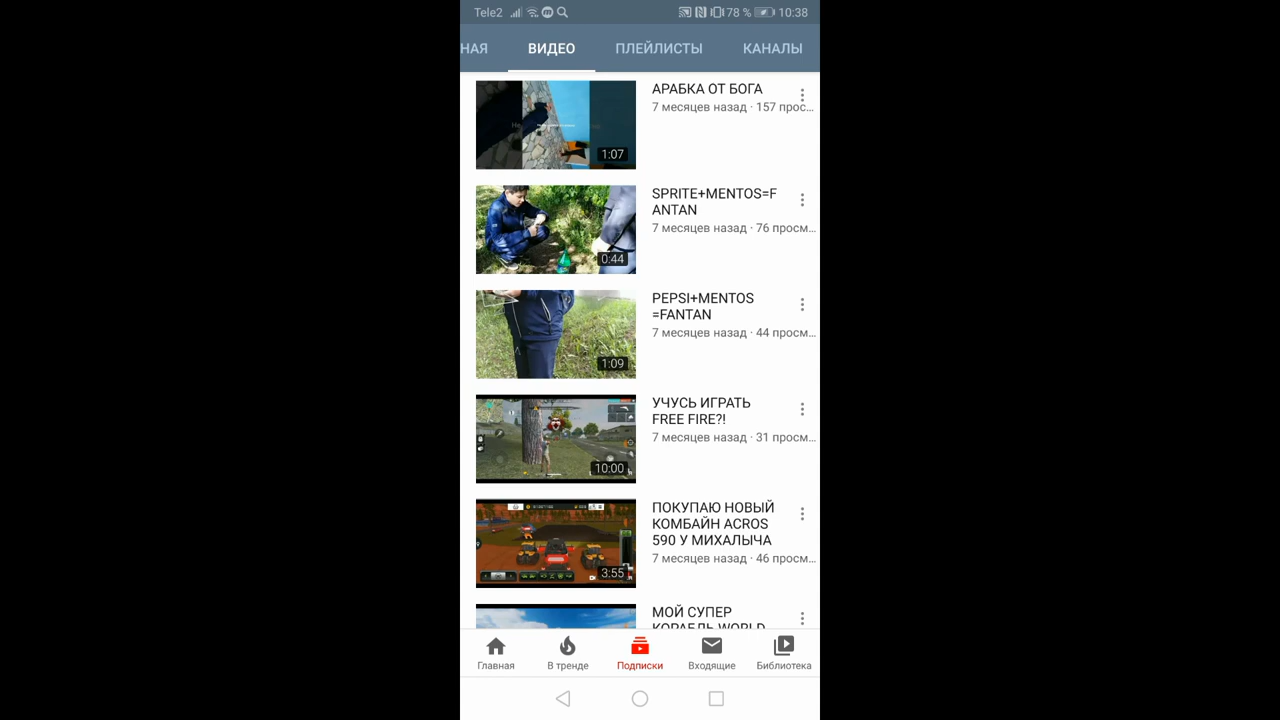 Tele2 78 % 10:38
НАЯ ВИДЕО ПЛЕЙЛИСТЫ КАНАЛЫ
АРАБКА ОТ БОГА
7 месяцев назад · 157 прос...
1:07
SPRITE+MENTOS=F
ANTAN
7 месяцев назад · 76 просм...
0:44
PEPSI+MENTOS
=FANTAN
7 месяцев назад · 44 просм...
1:09
УЧУСЬ ИГРАТЬ
FREE FIRE?!
7 месяцев назад · 31 просм...
10:00
ПОКУПАЮ НОВЫЙ
КОМБАЙН ACROS
590 У МИХАЛЫЧА
7 месяцев назад · 46 просм...
3:55
МОЙ СУПЕР
КОРАБЛЬ WORLD
Главная В тренде Подписки Входящие Библиотека